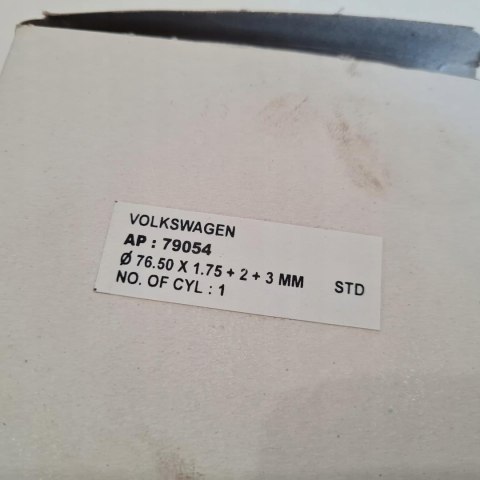 VOLKSWAGEN
AP : 79054
Ø 76.50 X 1.75 + 2 + 3 MM STD
NO. OF CYL : 1